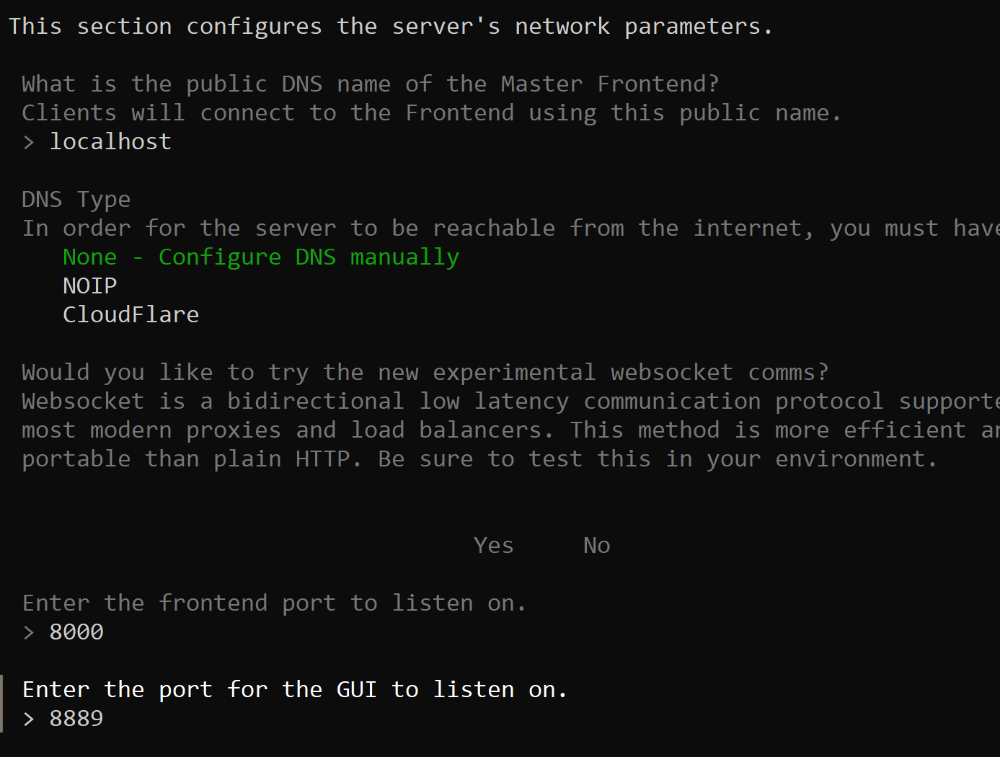 This section configures the server's network parameters.
What is the public DNS name of the Master Frontend?
Clients will connect to the Frontend using this public name.
> localhost
DNS Type
In order for the server to be reachable from the internet, you must have
None - Configure DNS manually
NOIP
CloudFlare
Would you like to try the new experimental websocket comms?
Websocket is a bidirectional low latency communication protocol supporte
most modern proxies and load balancers. This method is more efficient an
portable than plain HTTP. Be sure to test this in your environment.
Yes No
Enter the frontend port to listen on.
> 8000
Enter the port for the GUI to listen on.
> 8889